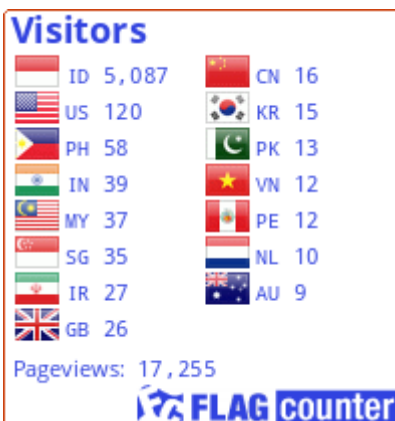 Visitors
ID 5,087
US 120
PH 58
IN 39
MY 37
SG 35
IR 27
GB 26
CN 16
KR 15
PK 13
VN 12
PE 12
NL 10
AU 9
Pageviews: 17,255
FLAG counter